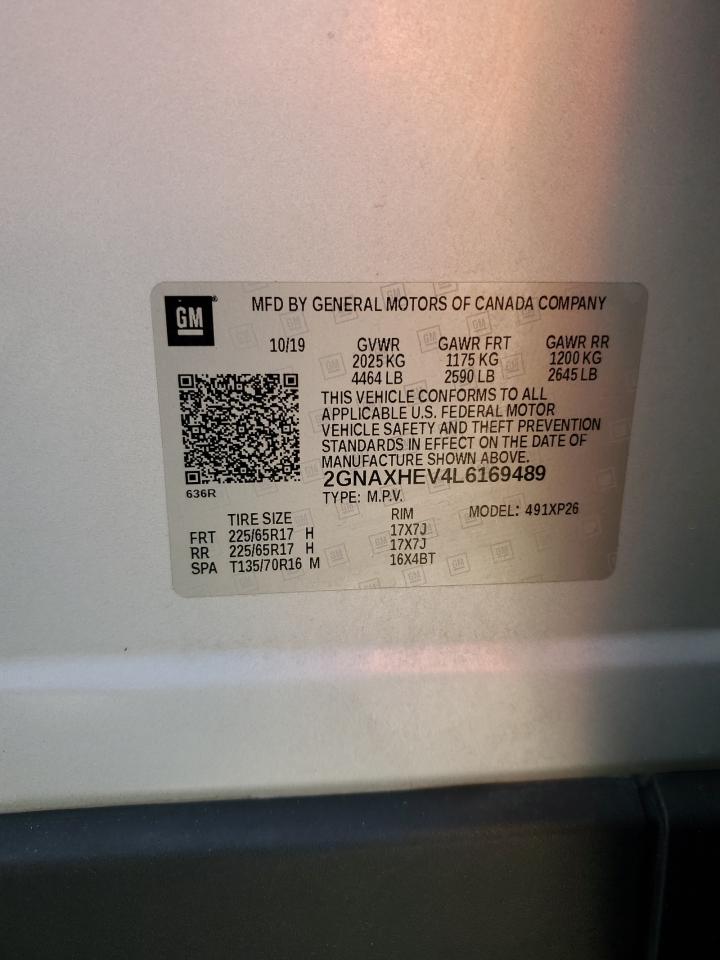 GM
MFD BY GENERAL MOTORS OF CANADA COMPANY
10/19 GVWR GAWR FRT GAWR RR
2025 KG 1175 KG 1200 KG
4464 LB 2590 LB 2645 LB
THIS VEHICLE CONFORMS TO ALL
APPLICABLE U.S. FEDERAL MOTOR
VEHICLE SAFETY AND THEFT PREVENTION
STANDARDS IN EFFECT ON THE DATE OF
MANUFACTURE SHOWN ABOVE.
2GNAXHEV4L6169489
636R
TYPE: M.P.V.
TIRE SIZE RIM MODEL: 491XP26
FRT 225/65R17 H 17X7J
RR 225/65R17 H 17X7J
SPA T135/70R16 M 16X4BT